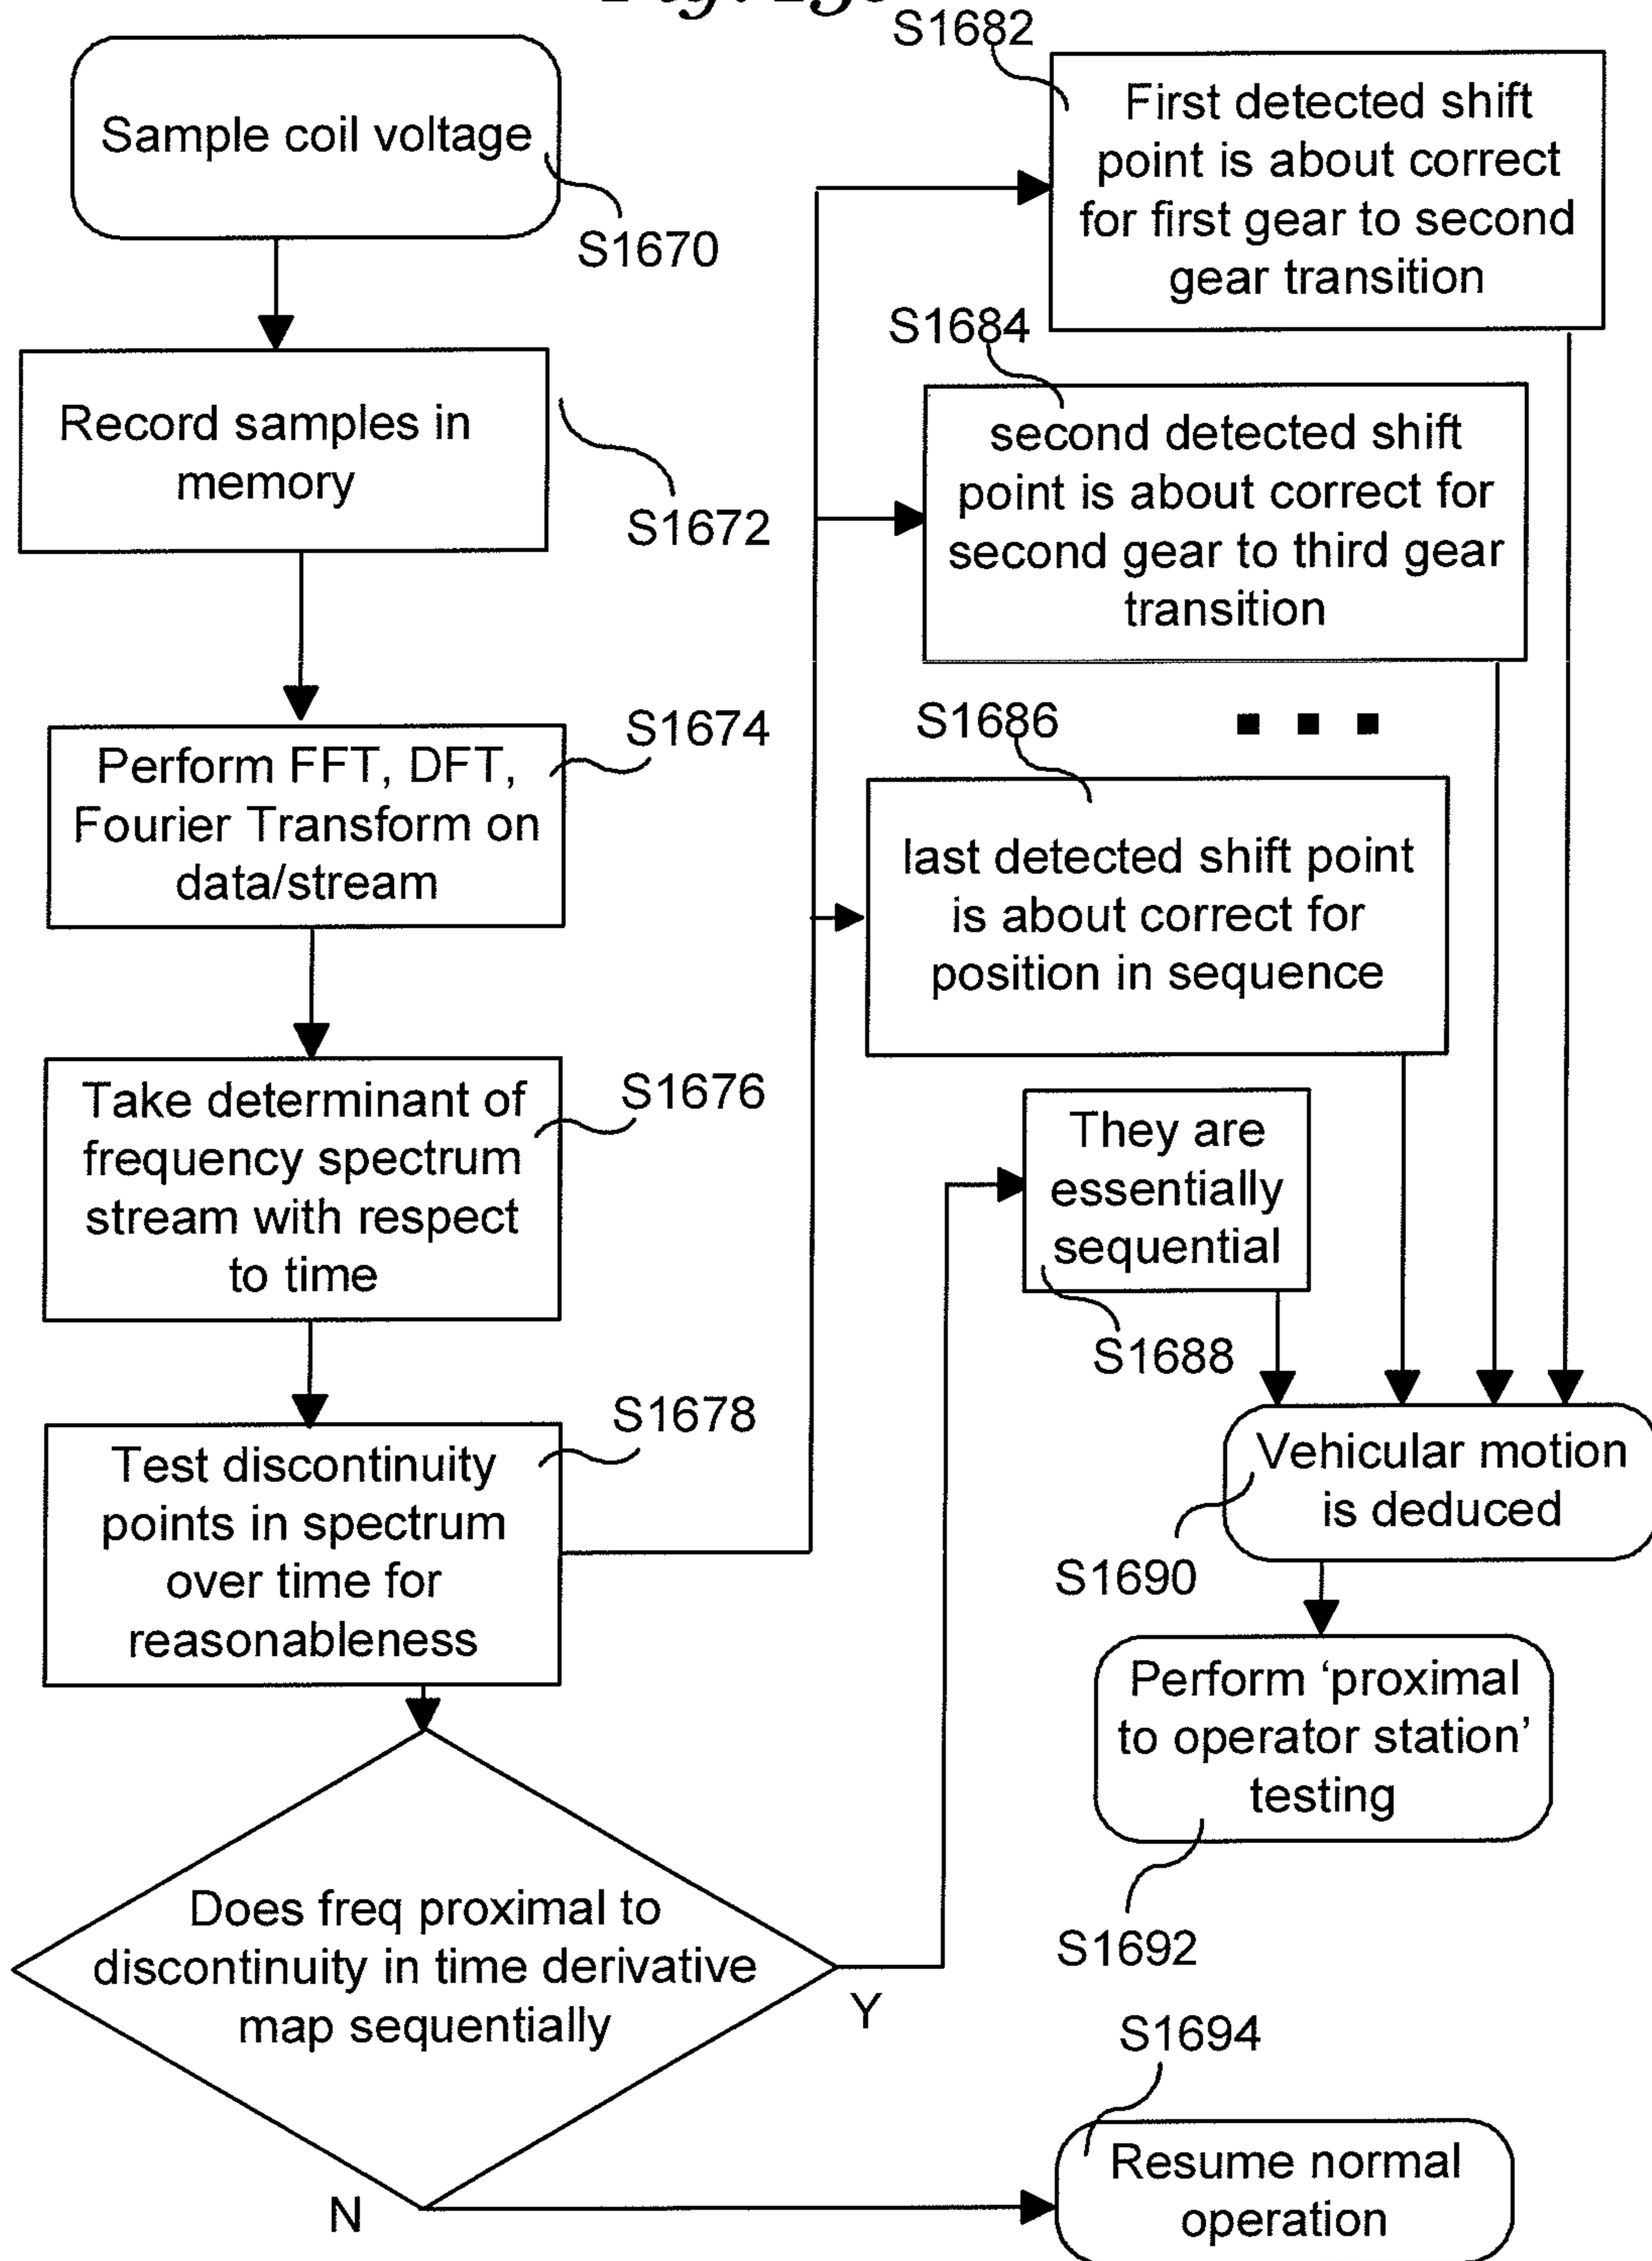 S1682
Sample coil voltage
S1670
First detected shift
point is about correct
for first gear to second
gear transition
Record samples in
memory
S1672
S1684
second detected shift
point is about correct for
second gear to third gear
transition
Perform FFT, DFT,
Fourier Transform on
data/stream
S1674
S1686
last detected shift point
is about correct for
position in sequence
Take determinant of
frequency spectrum
stream with respect
to time
S1676
They are
essentially
sequential
S1688
Test discontinuity
points in spectrum
over time for
reasonableness
S1678
Vehicular motion
is deduced
S1690
Perform ‘proximal
to operator station’
testing
S1692
Does freq proximal to
discontinuity in time derivative
map sequentially
Y
N
S1694
Resume normal
operation